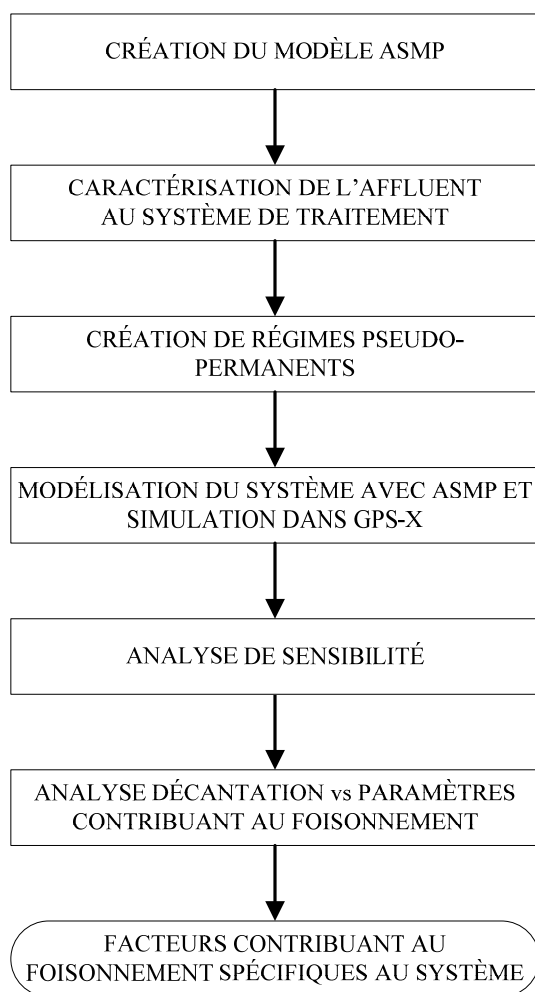 CRÉATION DU MODÈLE ASMP
CARACTÉRISATION DE L'AFFLUENT
AU SYSTÈME DE TRAITEMENT
CRÉATION DE RÉGIMES PSEUDO-
PERMANENTS
MODÉLISATION DU SYSTÈME AVEC ASMP ET
SIMULATION DANS GPS-X
ANALYSE DE SENSIBILITÉ
ANALYSE DÉCANTATION vs PARAMÈTRES
CONTRIBUANT AU FOISONNEMENT
FACTEURS CONTRIBUANT AU
FOISONNEMENT SPÉCIFIQUES AU SYSTÈME